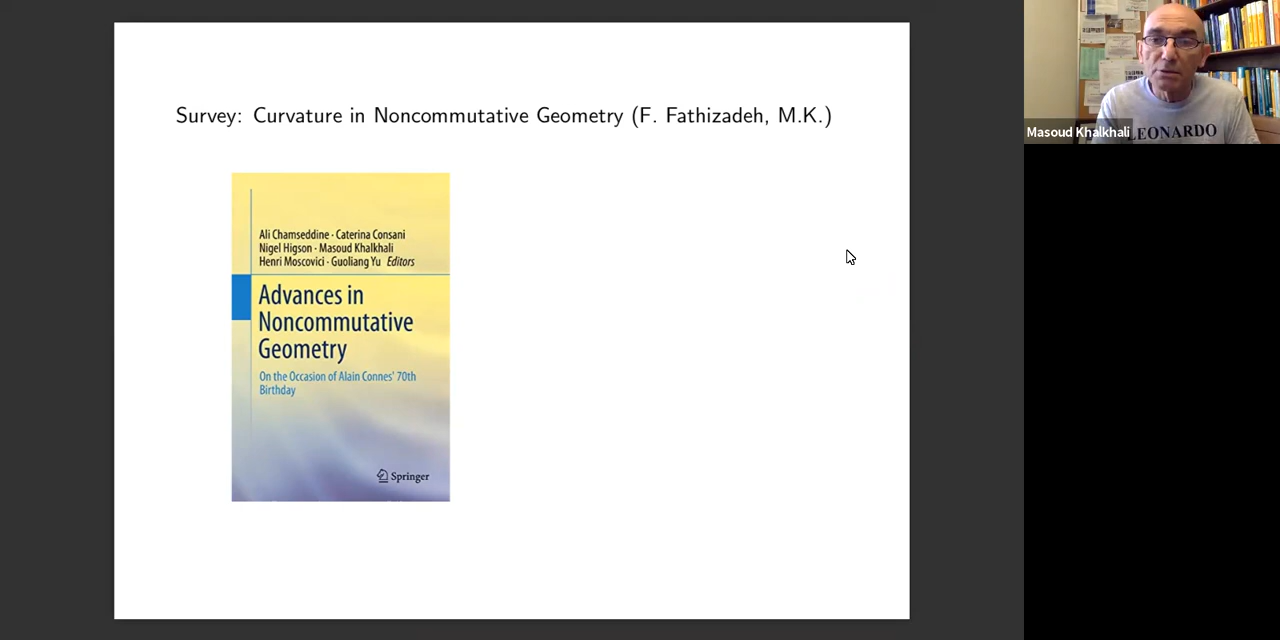 Survey: Curvature in Noncommutative Geometry (F. Fathizadeh, M.K.)
Ali Chamseddine · Caterina Consani
Nigel Higson · Masoud Khalkhali
Henri Moscovici · Guoliang Yu Editors
Advances in
Noncommutative
Geometry
On the Occasion of Alain Connes' 70th
Birthday
Springer
Masoud Khalkhali
LEONARDO